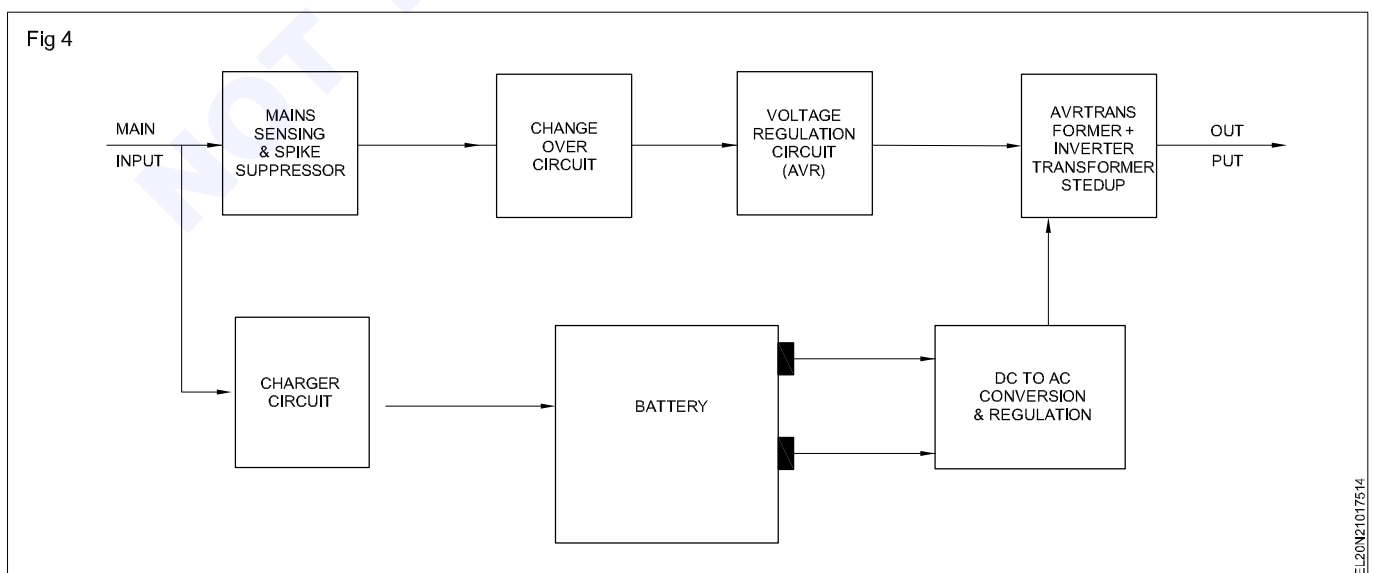 Fig 4
MAIN
INPUT
MAINS
SENSING
& SPIKE
SUPPRESSOR
CHANGE
OVER
CIRCUIT
VOLTAGE
REGULATION
CIRCUIT
(AVR)
AVRTRANS
FORMER +
INVERTER
TRANSFORMER
STEDUP
OUT
PUT
CHARGER
CIRCUIT
BATTERY
DC TO AC
CONVERSION
& REGULATION
EL20N21017514
NOT